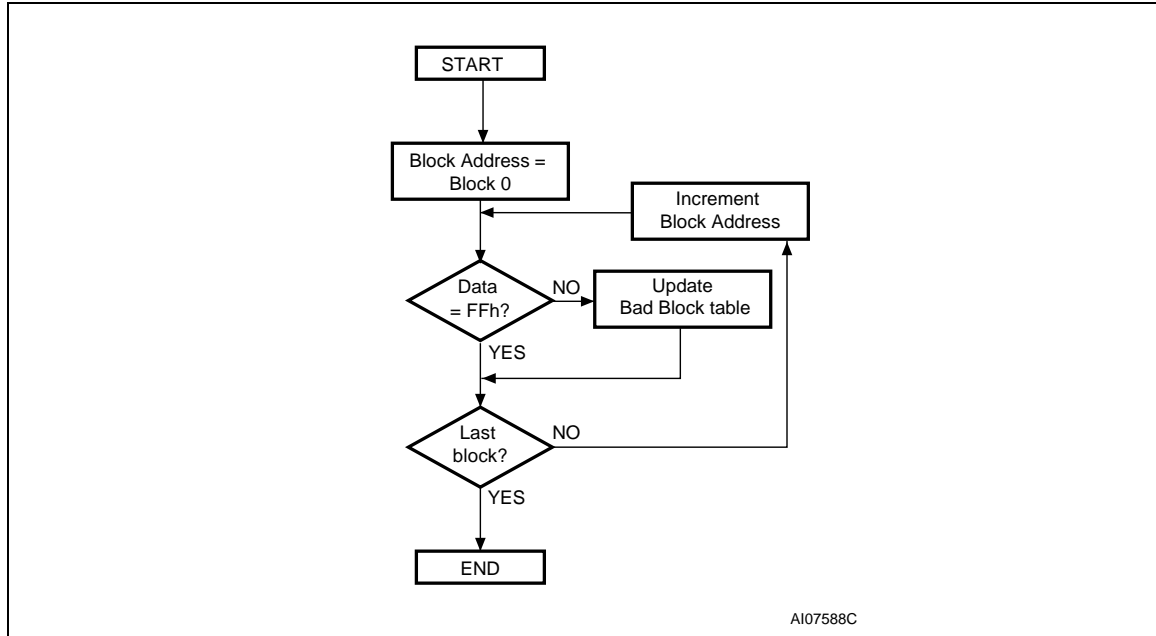 START
Block Address =
Block 0
Increment
Block Address
Data
= FFh?
NO
Update
Bad Block table
YES
Last
block?
NO
YES
END
AI07588C